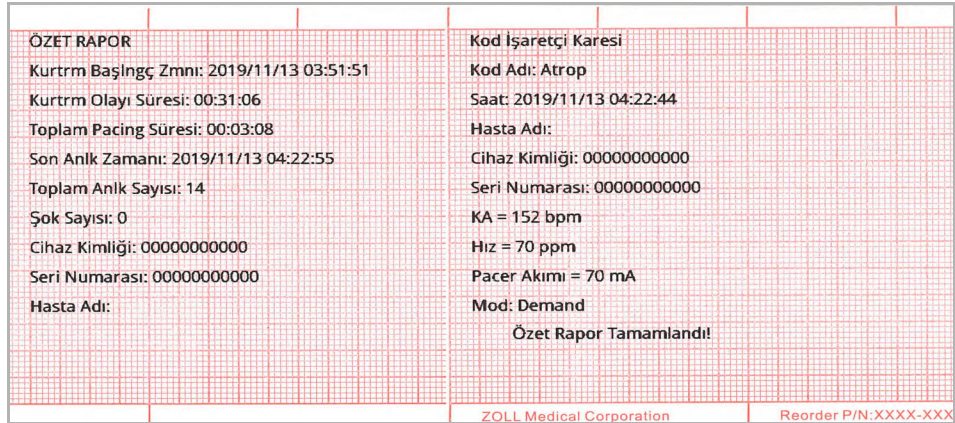 ÖZET RAPOR
Kurtrm Başlngç Zmnı: 2019/11/13 03:51:51
Kurtrm Olayı Süresi: 00:31:06
Toplam Pacing Süresi: 00:03:08
Son Anlk Zamanı: 2019/11/13 04:22:55
Toplam Anlk Sayısı: 14
Şok Sayısı: 0
Cihaz Kimliği: 00000000000
Seri Numarası: 00000000000
Hasta Adı:
Kod İşaretçi Karesi
Kod Adı: Atrop
Saat: 2019/11/13 04:22:44
Hasta Adı:
Cihaz Kimliği: 00000000000
Seri Numarası: 00000000000
KA = 152 bpm
Hız = 70 ppm
Pacer Akımı = 70 mA
Mod: Demand
Özet Rapor Tamamlandı!
ZOLL Medical Corporation
Reorder P/N:XXXX-XXX